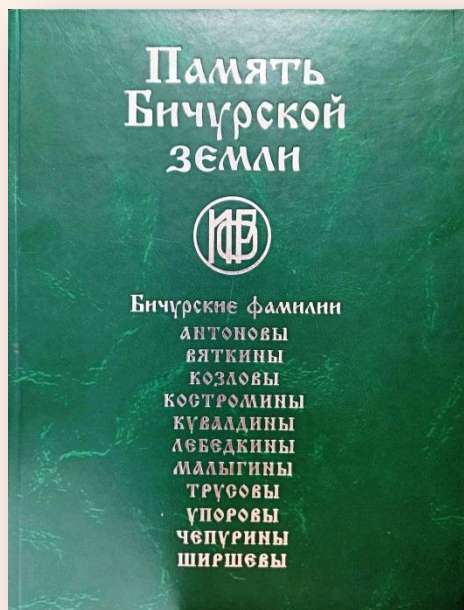 Память
Бичурской
земли
Бичурские фамилии
антоновы
вяткины
козловы
костромины
кувалдины
лебедкины
малыгины
трусовы
упоровы
чепурины
ширшевы